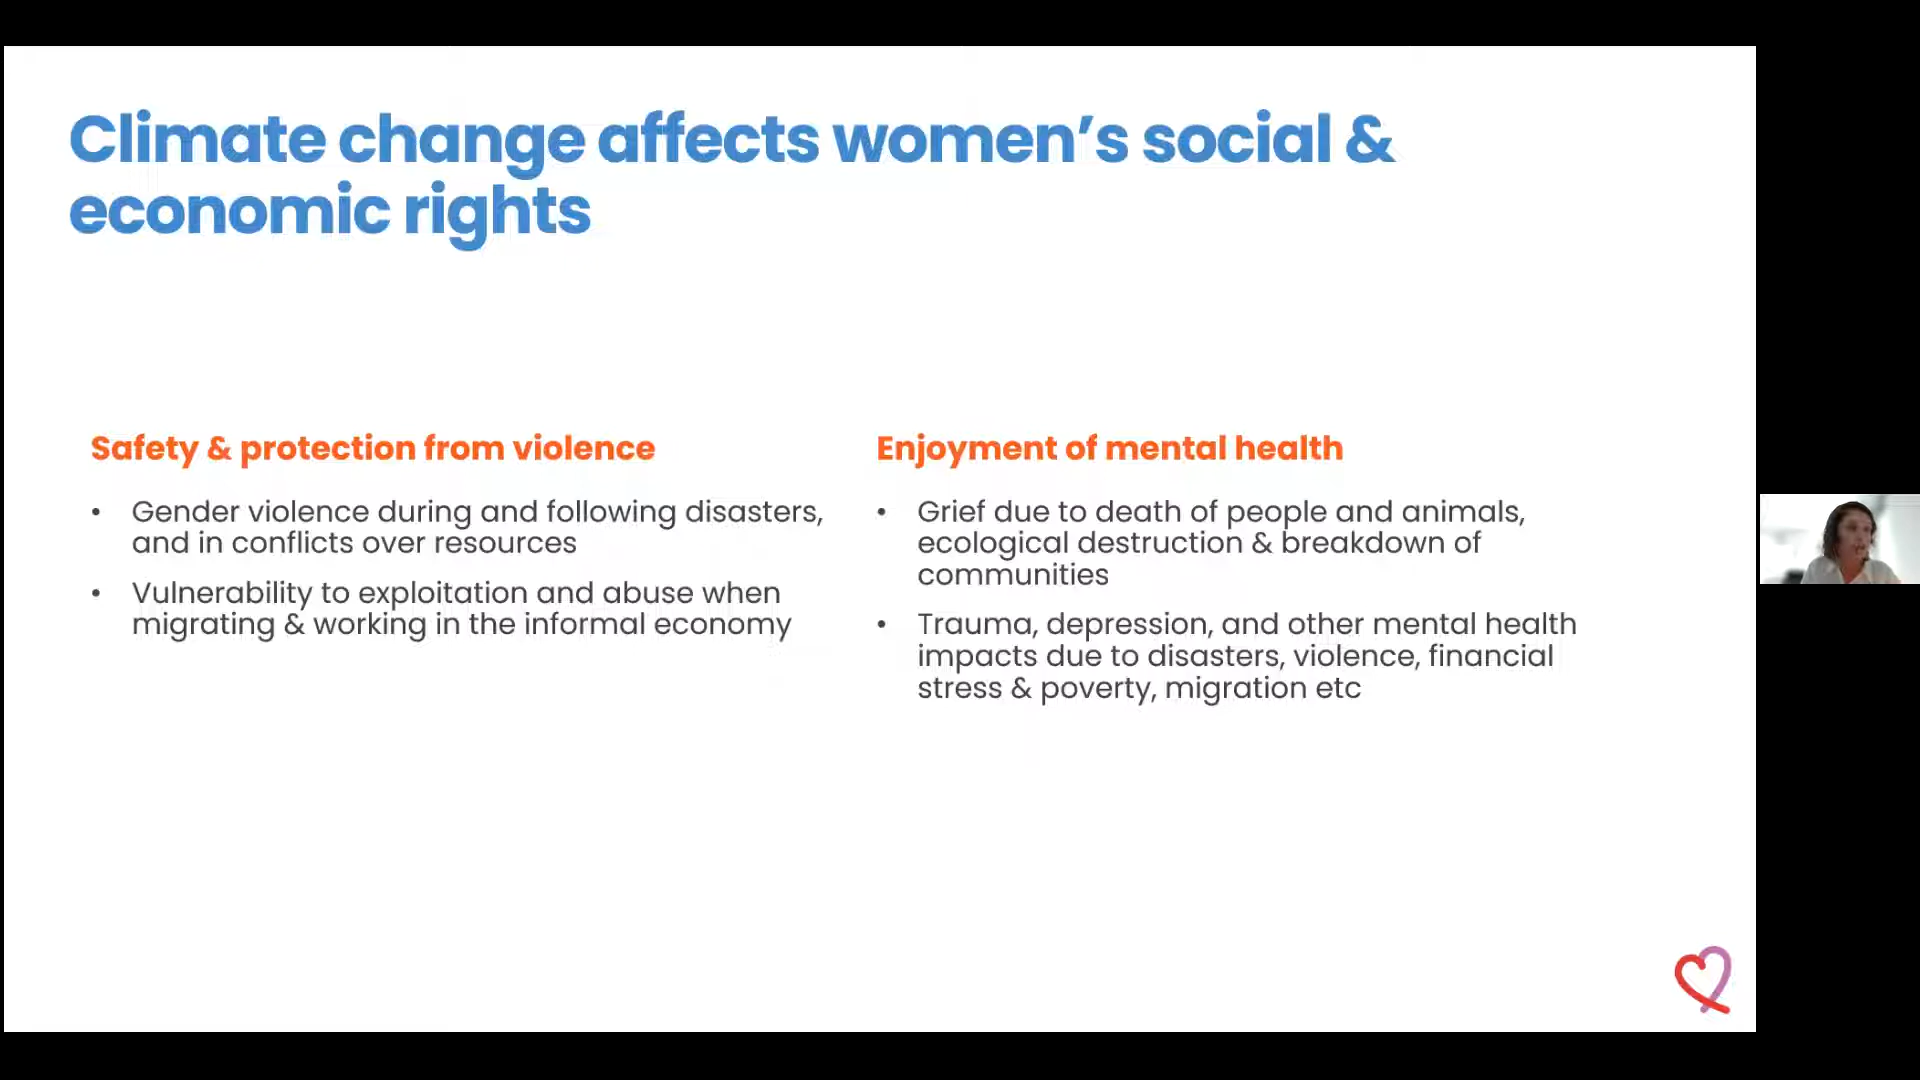 Climate change affects women’s social &
economic rights
Safety & protection from violence
• Gender violence during and following disasters,
and in conflicts over resources
• Vulnerability to exploitation and abuse when
migrating & working in the informal economy
Enjoyment of mental health
• Grief due to death of people and animals,
ecological destruction & breakdown of
communities
• Trauma, depression, and other mental health
impacts due to disasters, violence, financial
stress & poverty, migration etc